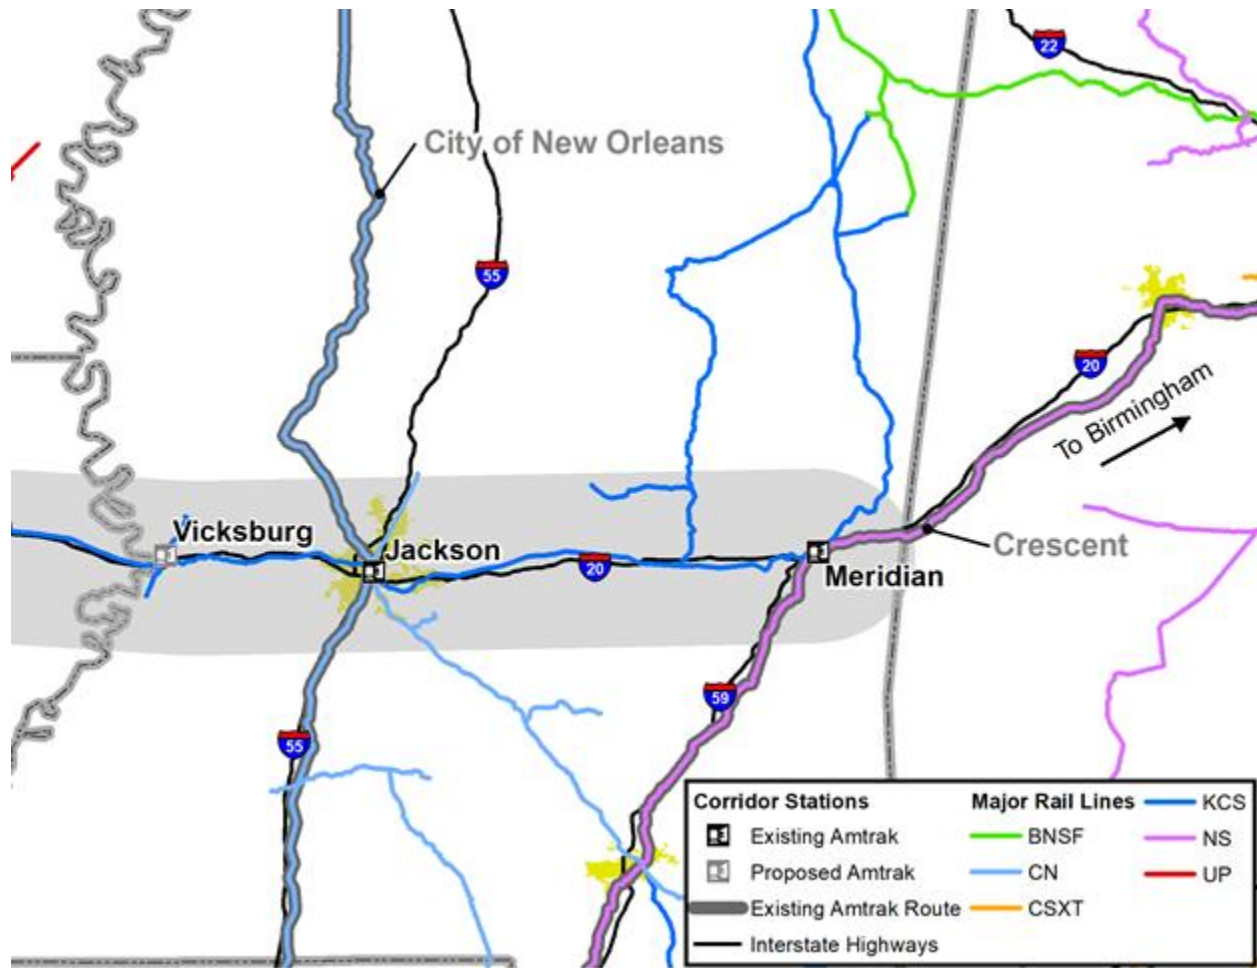 22
City of New Orleans
55
20
To Birmingham
Vicksburg
Jackson
20
Crescent
Meridian
59
55
Corridor Stations
Existing Amtrak
Proposed Amtrak
Existing Amtrak Route
Interstate Highways
Major Rail Lines
BNSF
CN
CSXT
KCS
NS
UP